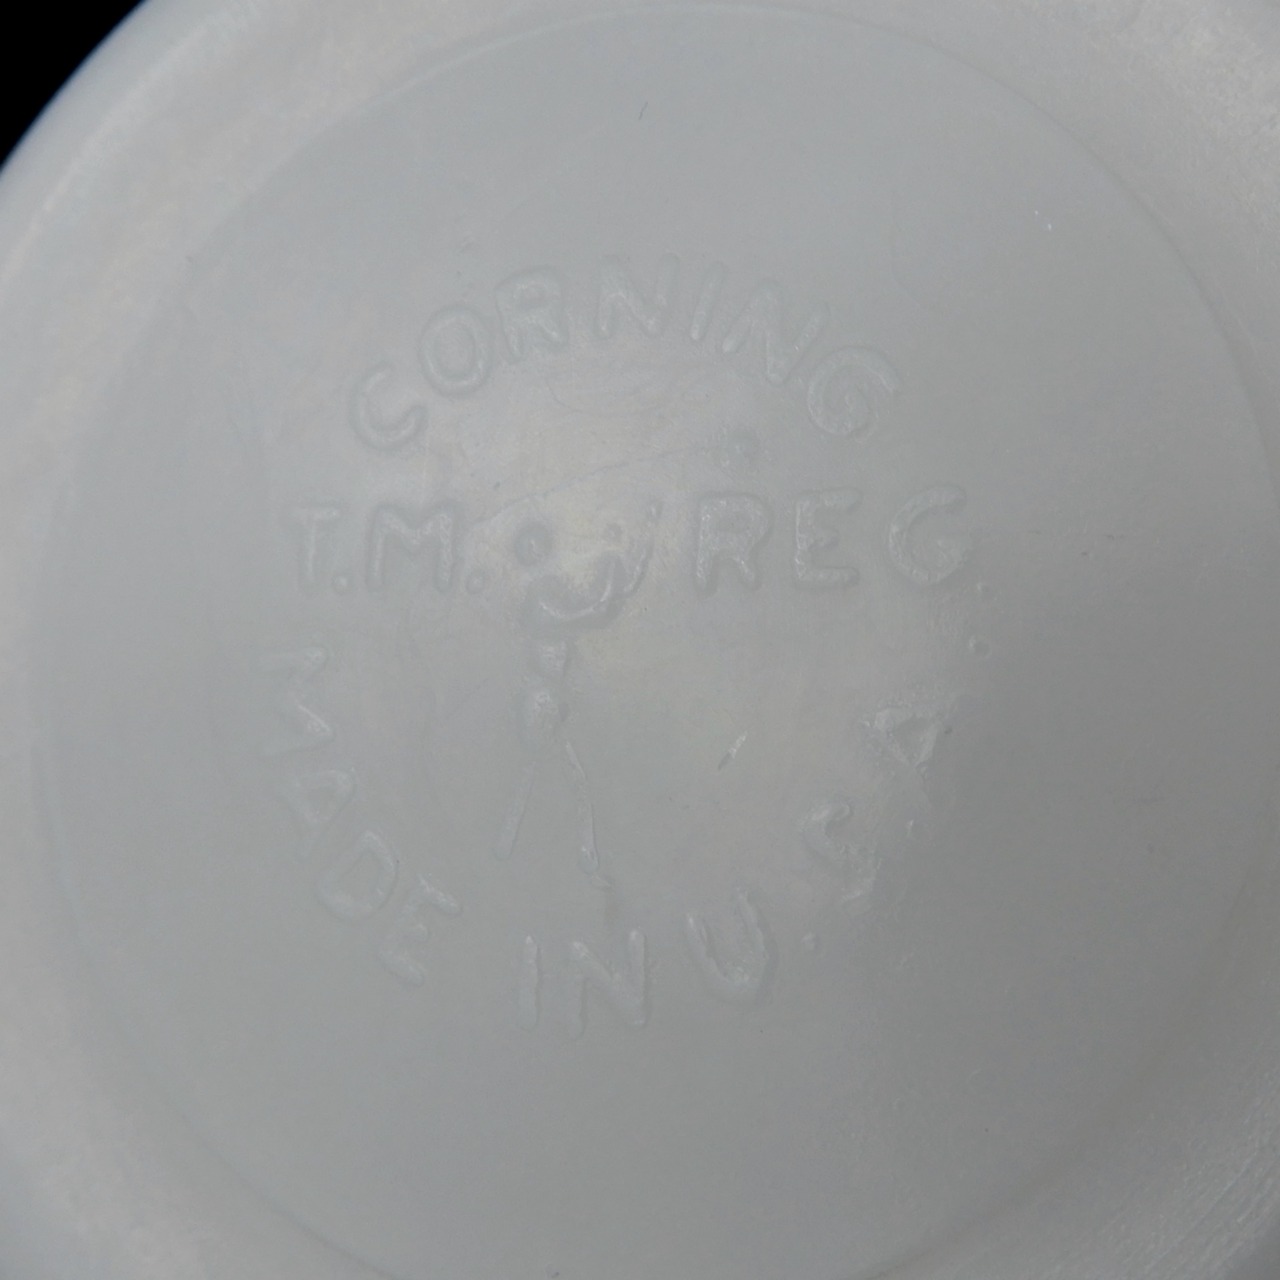 CORNING
T.M. REG.
MADE IN U.S.A.